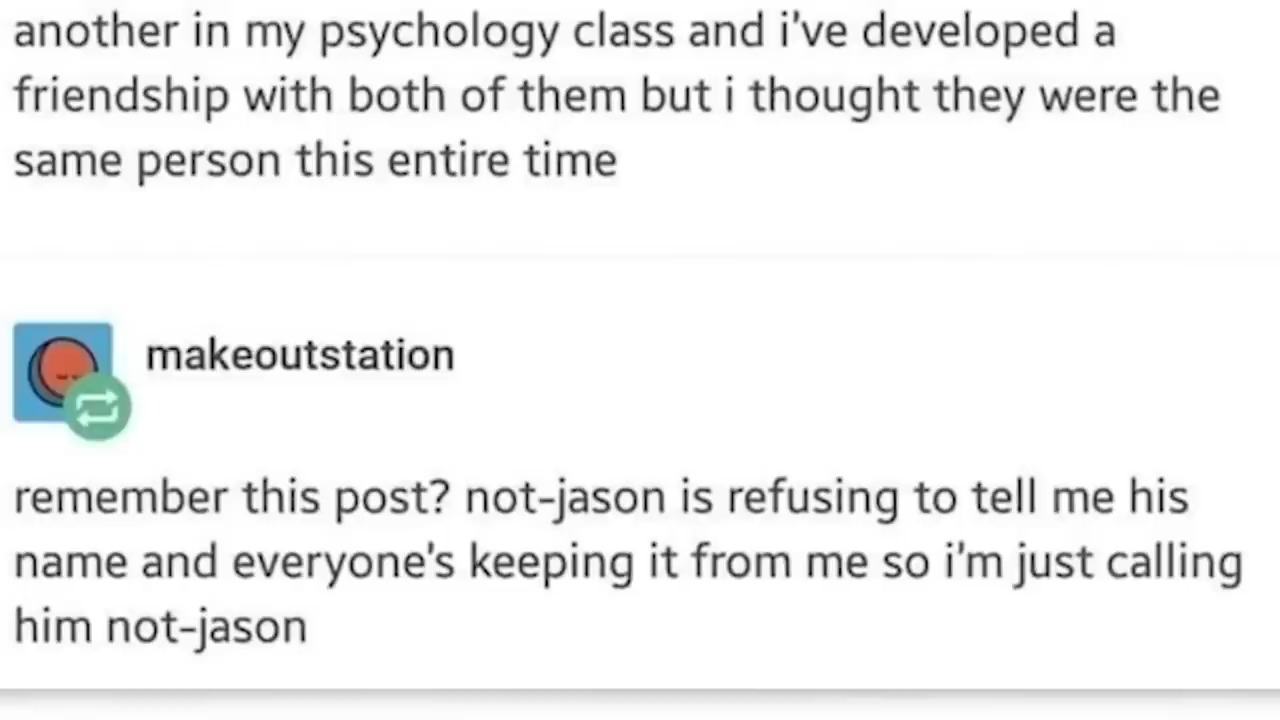 another in my psychology class and i've developed a
friendship with both of them but i thought they were the
same person this entire time
makeoutstation
remember this post? not-jason is refusing to tell me his
name and everyone's keeping it from me so i'm just calling
him not-jason